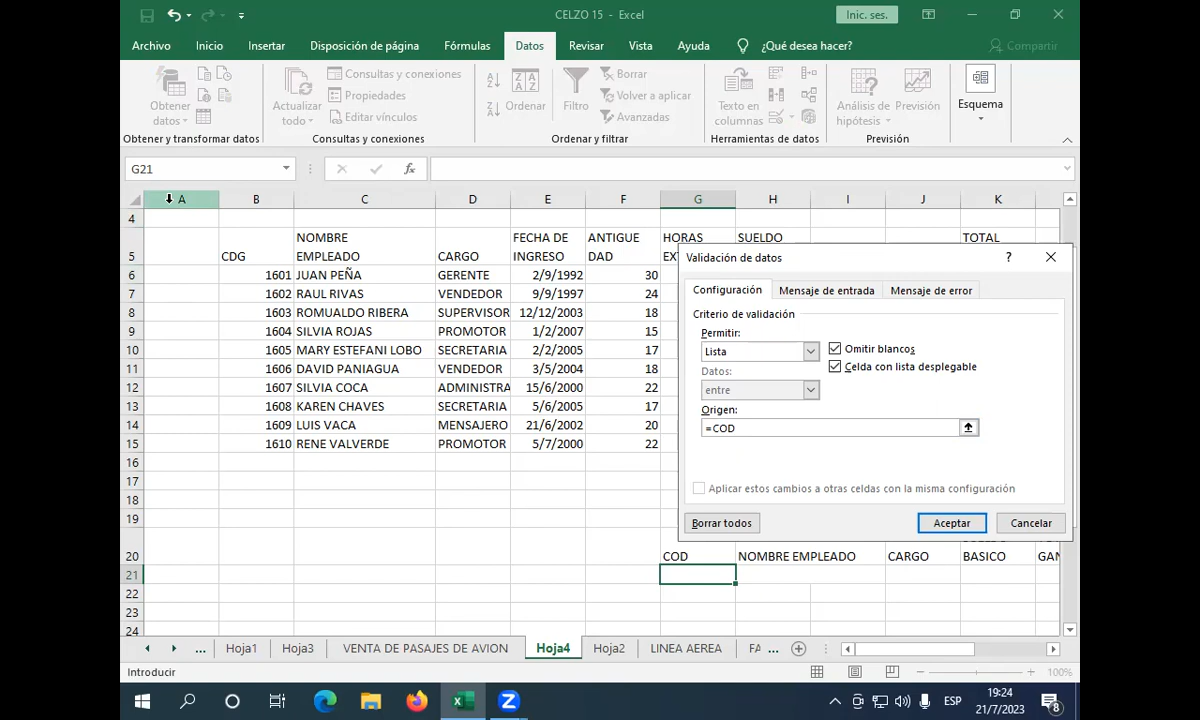 CELZO 15 - Excel
Inic. ses.
Archivo Inicio Insertar Disposición de página Fórmulas Datos Revisar Vista Ayuda ¿Qué desea hacer? Compartir
Obtener datos
Actualizar todo
Consultas y conexiones
Propiedades
Editar vínculos
Ordenar
Filtro
Borrar
Volver a aplicar
Avanzadas
Texto en columnas
Análisis de hipótesis
Previsión
Esquema
Obtener y transformar datos Consultas y conexiones Ordenar y filtrar Herramientas de datos Previsión
G21 fx
A B C D E F G H I J K
4
NOMBRE FECHA DE ANTIGUE HORAS SUELDO TOTAL
5 CDG EMPLEADO CARGO INGRESO DAD EX
6 1601 JUAN PEÑA GERENTE 2/9/1992 30
7 1602 RAUL RIVAS VENDEDOR 9/9/1997 24
8 1603 ROMUALDO RIBERA SUPERVISOR 12/12/2003 18
9 1604 SILVIA ROJAS PROMOTOR 1/2/2007 15
10 1605 MARY ESTEFANI LOBO SECRETARIA 2/2/2005 17
11 1606 DAVID PANIAGUA VENDEDOR 3/5/2004 18
12 1607 SILVIA COCA ADMINISTRA 15/6/2000 22
13 1608 KAREN CHAVES SECRETARIA 5/6/2005 17
14 1609 LUIS VACA MENSAJERO 21/6/2002 20
15 1610 RENE VALVERDE PROMOTOR 5/7/2000 22
16
17
18
19
20 COD NOMBRE EMPLEADO CARGO BASICO GAN
21
22
23
24
Validación de datos ?
Configuración Mensaje de entrada Mensaje de error
Criterio de validación
Permitir:
Lista
Omitir blancos
Celda con lista desplegable
Datos:
entre
Origen:
=COD
Aplicar estos cambios a otras celdas con la misma configuración
Borrar todos Aceptar Cancelar
... Hoja1 Hoja3 VENTA DE PASAJES DE AVION Hoja4 Hoja2 LINEA AEREA FA ...
Introducir 100%
ESP
19:24
21/7/2023
8